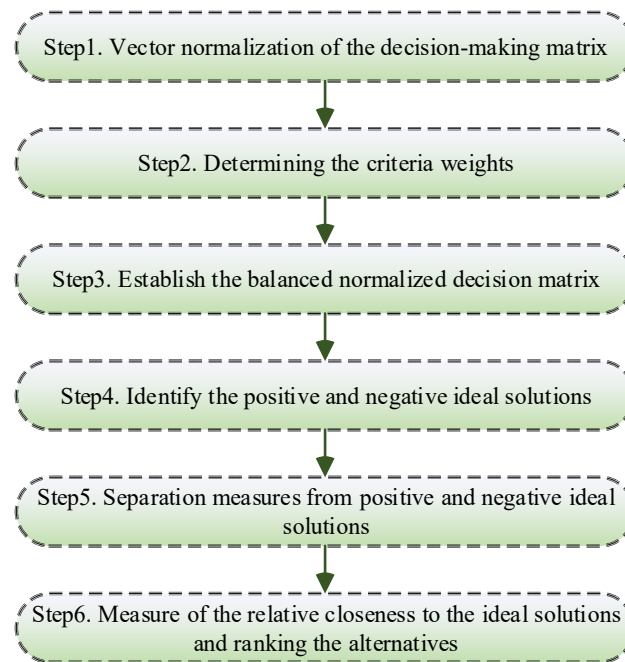 Step1. Vector normalization of the decision-making matrix
Step2. Determining the criteria weights
Step3. Establish the balanced normalized decision matrix
Step4. Identify the positive and negative ideal solutions
Step5. Separation measures from positive and negative ideal
solutions
Step6. Measure of the relative closeness to the ideal solutions
and ranking the alternatives